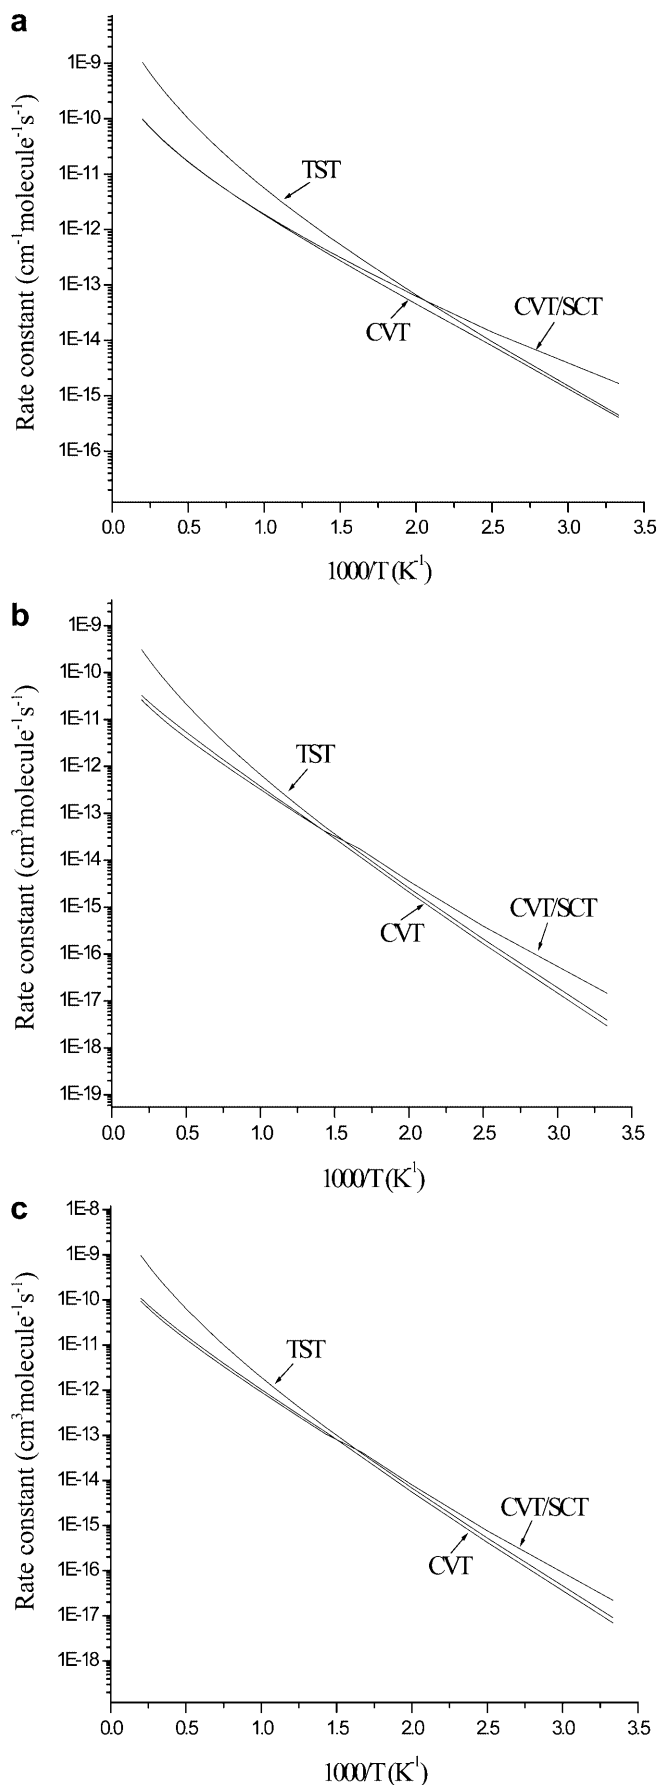 a
1E-9
1E-10
1E-11
1E-12
1E-13
1E-14
1E-15
1E-16
Rate constant (cm⁻¹molecule⁻¹s⁻¹)
TST
CVT/SCT
CVT
0.0 0.5 1.0 1.5 2.0 2.5 3.0 3.5
1000/T (K⁻¹)
b
1E-9
1E-10
1E-11
1E-12
1E-13
1E-14
1E-15
1E-16
1E-17
1E-18
1E-19
Rate constant (cm³molecule⁻¹s⁻¹)
TST
CVT/SCT
CVT
0.0 0.5 1.0 1.5 2.0 2.5 3.0 3.5
1000/T (K⁻¹)
c
1E-8
1E-9
1E-10
1E-11
1E-12
1E-13
1E-14
1E-15
1E-16
1E-17
1E-18
Rate constant (cm³molecule⁻¹s⁻¹)
TST
CVT/SCT
CVT
0.0 0.5 1.0 1.5 2.0 2.5 3.0 3.5
1000/T (K⁻¹)